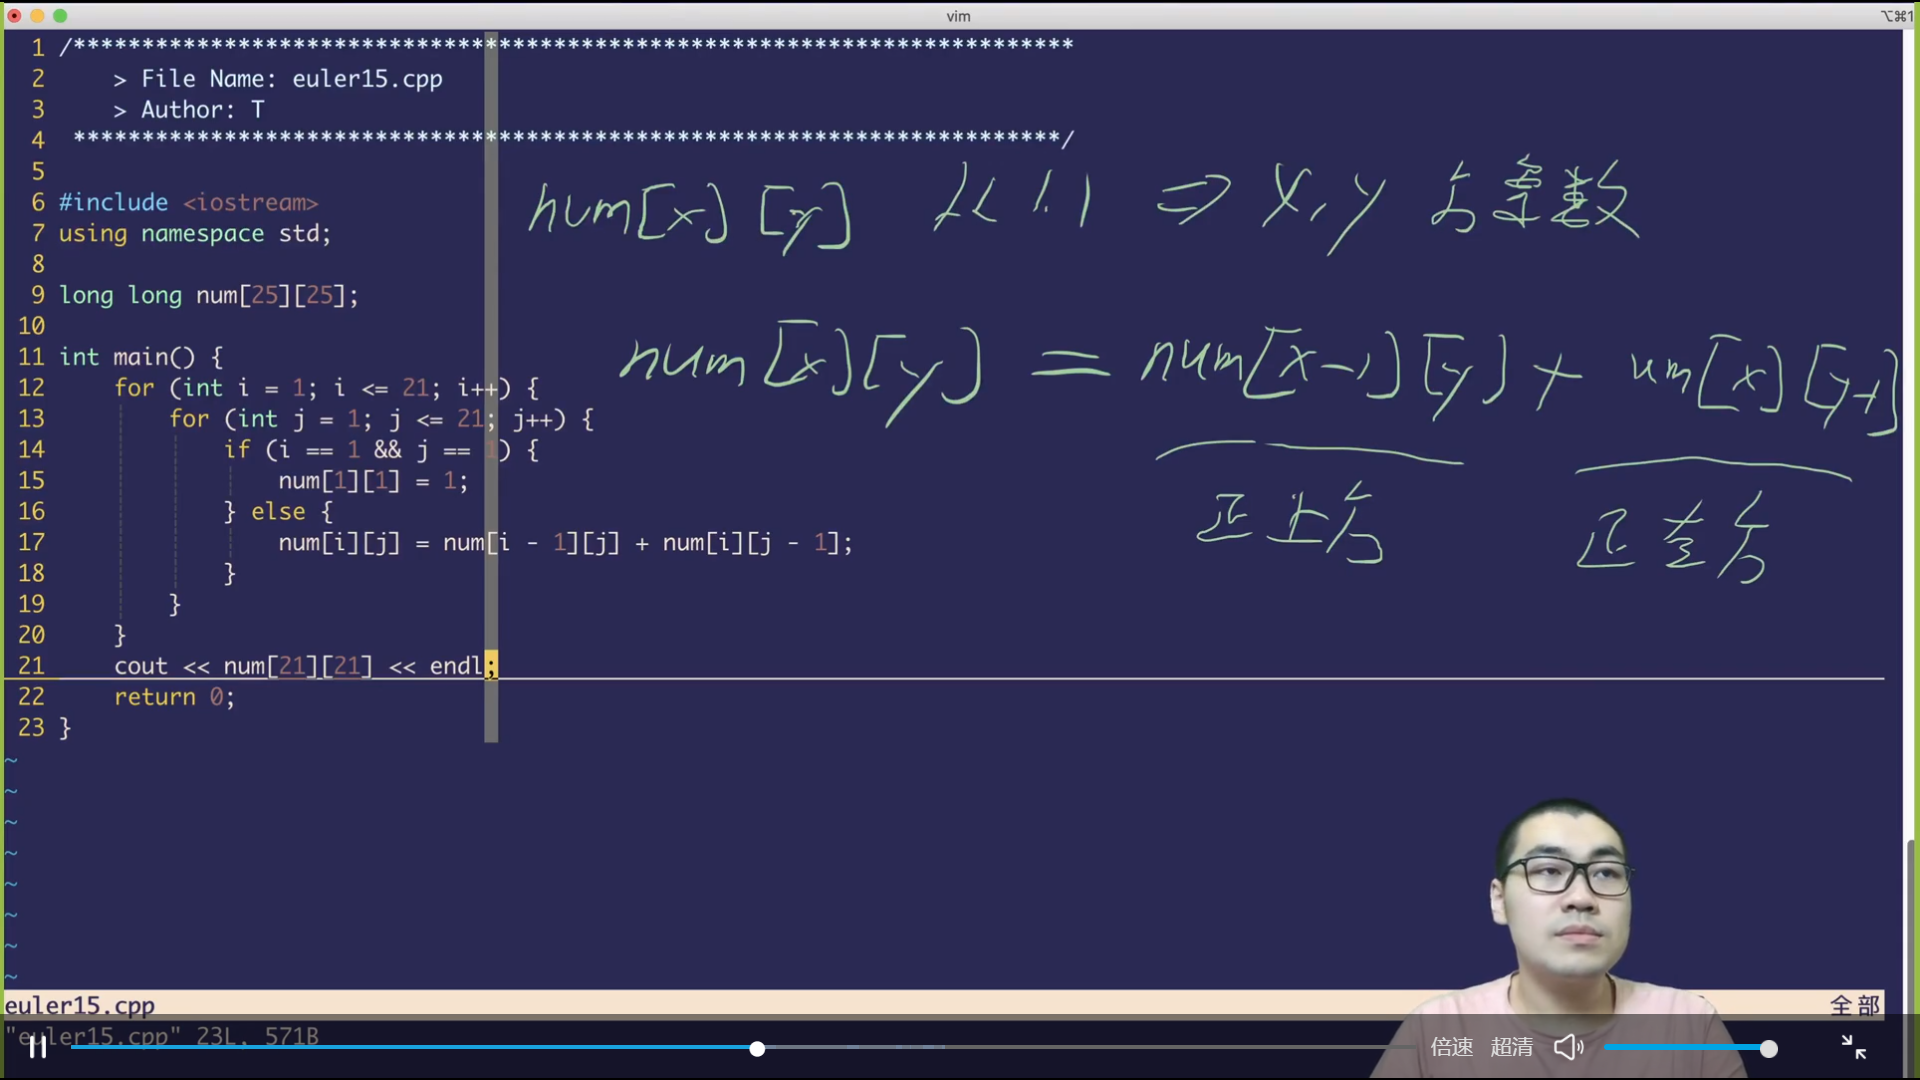 vim
⌥⌘1
1 /*************************************************************************
2     > File Name: euler15.cpp
3     > Author: T
4  ************************************************************************/
5
6 #include <iostream>
7 using namespace std;
8
9 long long num[25][25];
10
11 int main() {
12     for (int i = 1; i <= 21; i++) {
13         for (int j = 1; j <= 21; j++) {
14             if (i == 1 && j == 1) {
15                 num[1][1] = 1;
16             } else {
17                 num[i][j] = num[i - 1][j] + num[i][j - 1];
18             }
19         }
20     }
21     cout << num[21][21] << endl;
22     return 0;
23 }
~
~
~
~
~
~
~
~
num[x][y] 从 1.1 ⇒ x,y 方案数
num[x][y] = num[x-1][y] + um[x][y+]
正上方 正左方
euler15.cpp 全部
"euler15.cpp" 23L, 571B
倍速 超清